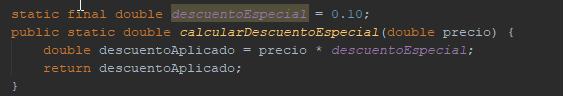 static final double descuentoEspecial = 0.10;
public static double calcularDescuentoEspecial(double precio) {
    double descuentoAplicado = precio * descuentoEspecial;
    return descuentoAplicado;
}